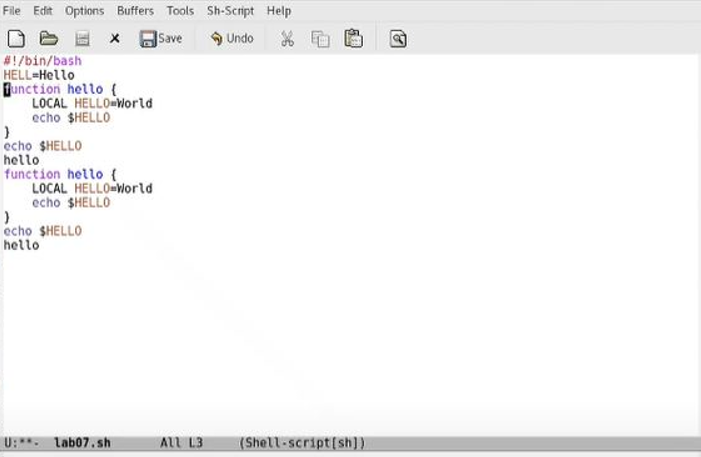 File Edit Options Buffers Tools Sh-Script Help
Save Undo
#!/bin/bash
HELL=Hello
function hello {
    LOCAL HELLO=World
    echo $HELLO
}
echo $HELLO
hello
function hello {
    LOCAL HELLO=World
    echo $HELLO
}
echo $HELLO
hello
U:**-  lab07.sh       All L3     (Shell-script[sh])